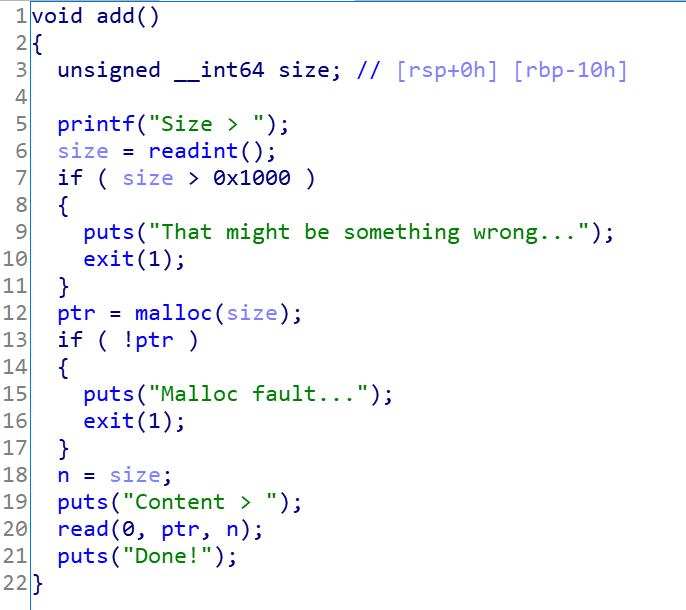 1 void add()
2 {
3   unsigned __int64 size; // [rsp+0h] [rbp-10h]
4
5   printf("Size > ");
6   size = readint();
7   if ( size > 0x1000 )
8   {
9     puts("That might be something wrong...");
10     exit(1);
11   }
12   ptr = malloc(size);
13   if ( !ptr )
14   {
15     puts("Malloc fault...");
16     exit(1);
17   }
18   n = size;
19   puts("Content > ");
20   read(0, ptr, n);
21   puts("Done!");
22 }